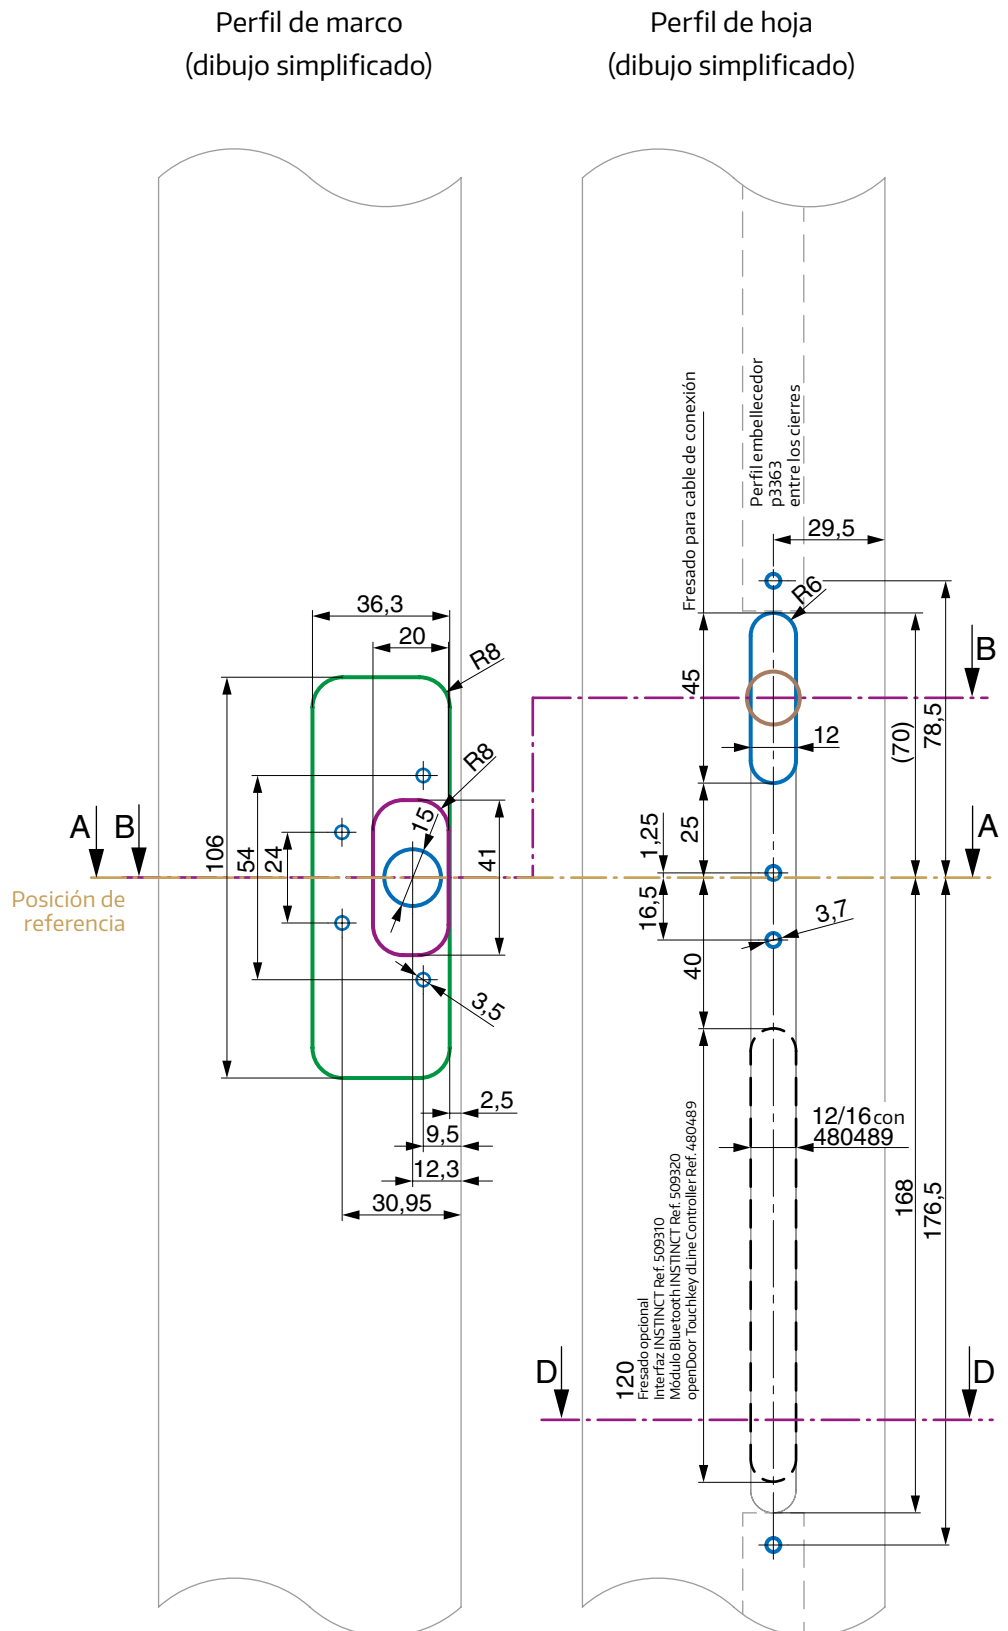 Perfil de marco
(dibujo simplificado)
Perfil de hoja
(dibujo simplificado)
Fresado para cable de conexión
Perfil embellecedor
p3363
entre los cierres
29,5
R6
36,3
20
R8
R8
B
45
12
(70)
78,5
A
B
106
54
24
15
41
25
1,25
A
Posición de
referencia
16,5
3,7
40
3,5
2,5
9,5
12,3
30,95
12/16 con
480489
168
176,5
120
Fresado opcional
Interfaz INSTINCT Ref. 509310
Módulo Bluetooth INSTINCT Ref. 509320
openDoor Touchkey dLine Controller Ref. 480489
D
D